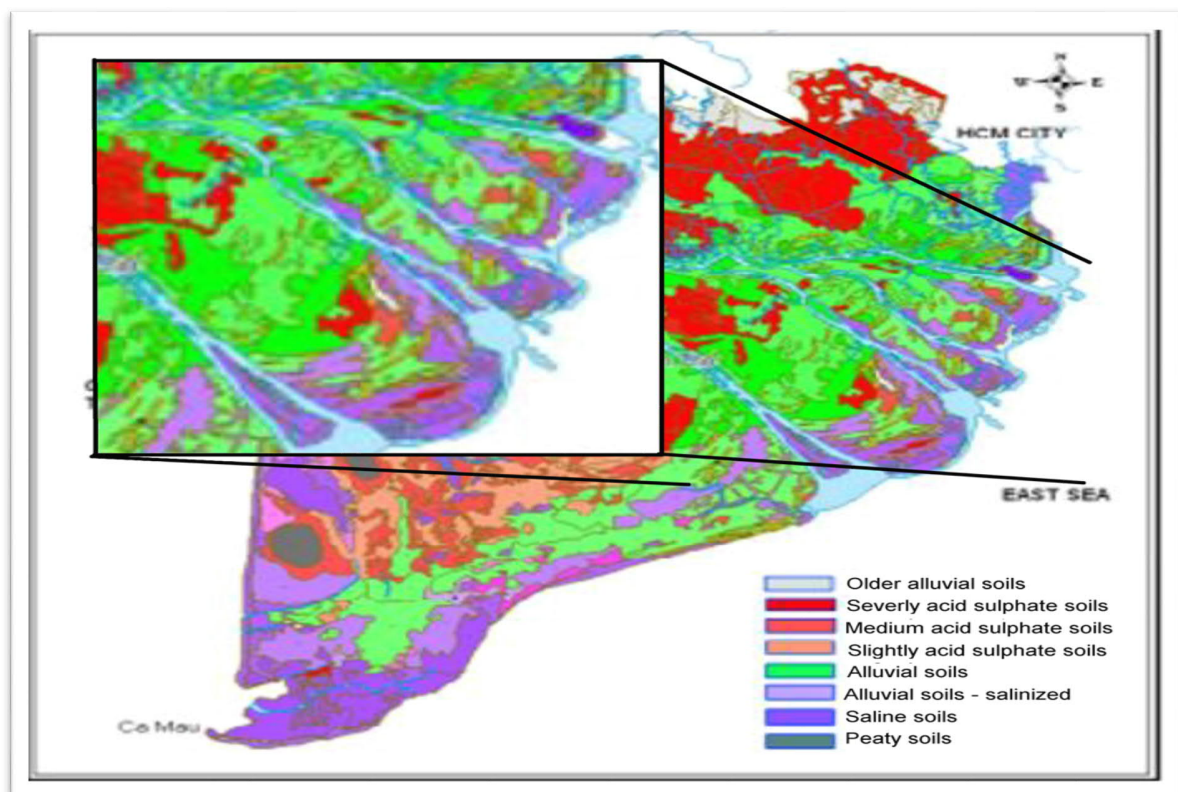 N
W E
S
HCM CITY
EAST SEA
Older alluvial soils
Severly acid sulphate soils
Medium acid sulphate soils
Slightly acid sulphate soils
Alluvial soils
Alluvial soils - salinized
Saline soils
Peaty soils
Ca Mau